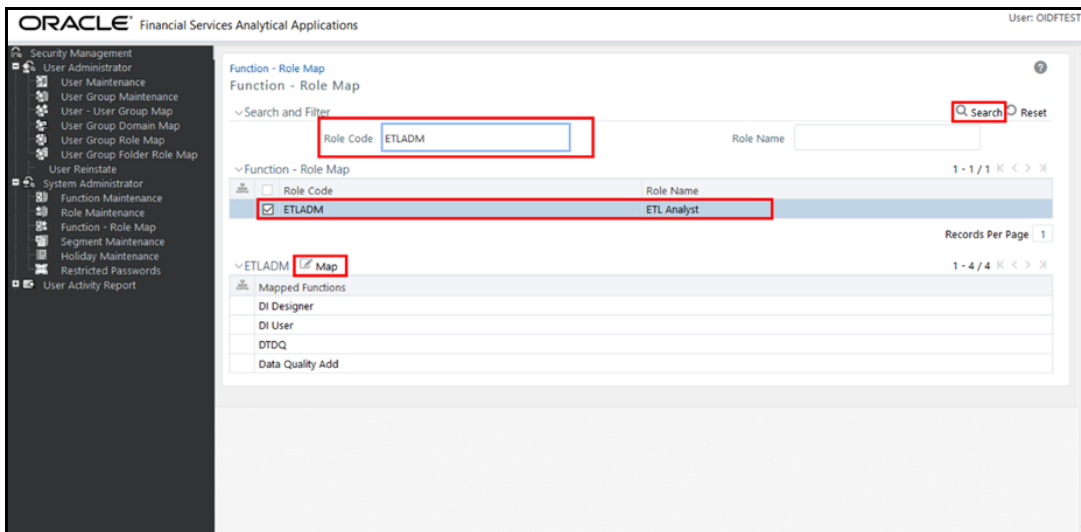 ORACLE® Financial Services Analytical Applications
User: OIDFTEST
Security Management
User Administrator
User Maintenance
User Group Maintenance
User - User Group Map
User Group Domain Map
User Group Role Map
User Group Folder Role Map
User Reinstate
System Administrator
Function Maintenance
Role Maintenance
Function - Role Map
Segment Maintenance
Holiday Maintenance
Restricted Passwords
User Activity Report
Function - Role Map
Function - Role Map
Search and Filter
Search Reset
Role Code ETLADM Role Name
Function - Role Map 1 - 1 / 1
Role Code Role Name
ETLADM ETL Analyst
Records Per Page 1
ETLADM Map 1 - 4 / 4
Mapped Functions
DI Designer
DI User
DTDQ
Data Quality Add